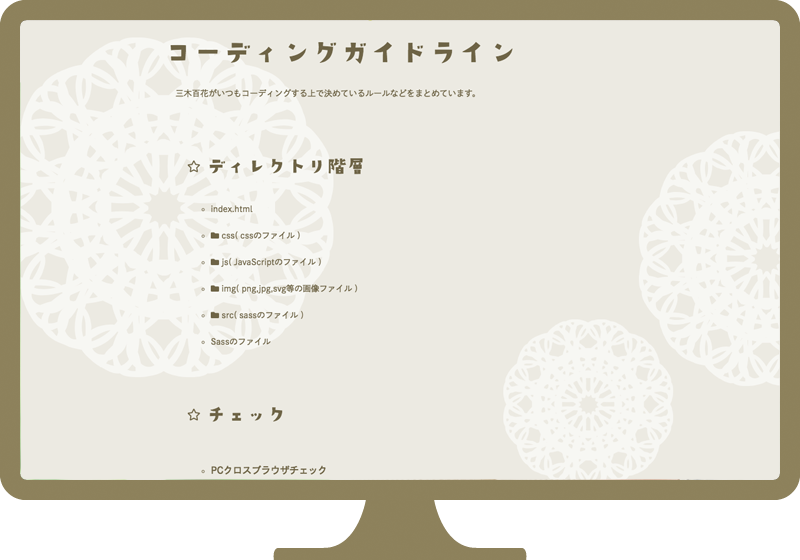 コーディングガイドライン
三木百花がいつもコーディングする上で決めているルールなどをまとめています。
ディレクトリ階層
index.html
css( cssのファイル )
js( JavaScriptのファイル )
img( png,jpg,svg等の画像ファイル )
src( sassのファイル )
Sassのファイル
チェック
PCクロスブラウザチェック